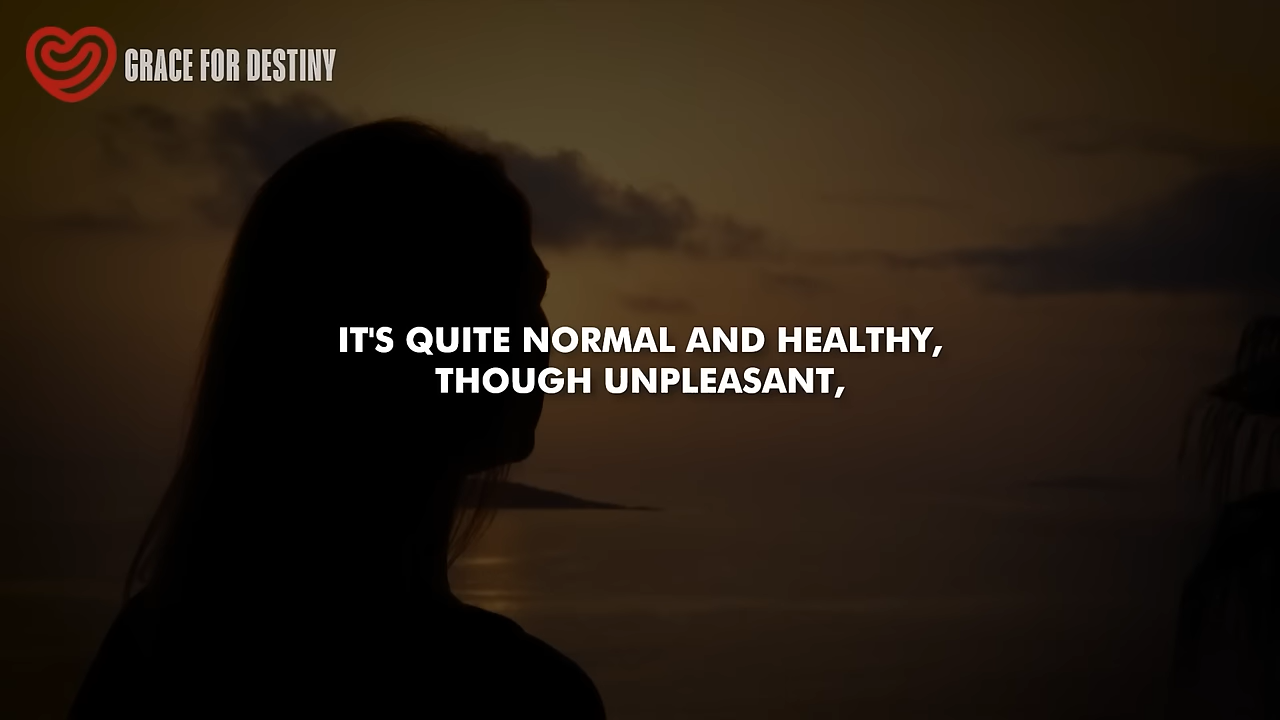 GRACE FOR DESTINY
IT'S QUITE NORMAL AND HEALTHY,
THOUGH UNPLEASANT,